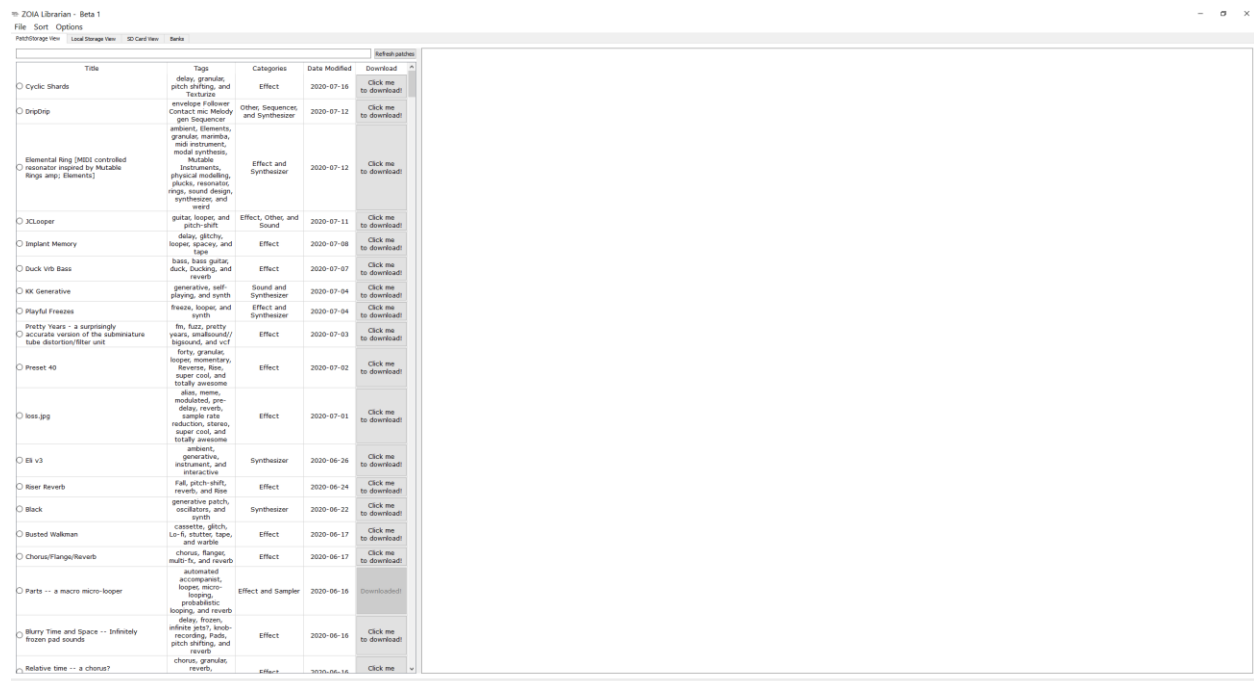 ZOIA Librarian - Beta 1
File Sort Options
PatchStorage View Local Storage View SD Card View Banks
Refresh patches
Title Tags Categories Date Modified Download
Cyclic Shards
delay, granular,
pitch shifting, and
Texturize
Effect
2020-07-16
Click me
to download!
DripDrip
envelope Follower
Contact mic Melody
gen Sequencer
Other, Sequencer,
and Synthesizer
2020-07-12
Click me
to download!
Elemental Ring [MIDI controlled
resonator inspired by Mutable
Rings amp; Elements]
ambient, Elements,
granular, marimba,
midi instrument,
modal synthesis,
Mutable
Instruments,
physical modelling,
plucks, resonator,
rings, sound design,
synthesizer, and
weird
Effect and
Synthesizer
2020-07-12
Click me
to download!
JCLooper
guitar, looper, and
pitch-shift
Effect, Other, and
Sound
2020-07-11
Click me
to download!
Implant Memory
delay, glitchy,
looper, spacey, and
tape
Effect
2020-07-08
Click me
to download!
Duck Vrb Bass
bass, bass guitar,
duck, Ducking, and
reverb
Effect
2020-07-07
Click me
to download!
KK Generative
generative, self-
playing, and synth
Sound and
Synthesizer
2020-07-04
Click me
to download!
Playful Freezes
freeze, looper, and
synth
Effect and
Synthesizer
2020-07-04
Click me
to download!
Pretty Years - a surprisingly
accurate version of the subminiature
tube distortion/filter unit
fm, fuzz, pretty
years, smallsound//
bigsound, and vcf
Effect
2020-07-03
Click me
to download!
Preset 40
forty, granular,
looper, momentary,
Reverse, Rise,
super cool, and
totally awesome
Effect
2020-07-02
Click me
to download!
loss.jpg
alias, meme,
modulated, pre-
delay, reverb,
sample rate
reduction, stereo,
super cool, and
totally awesome
Effect
2020-07-01
Click me
to download!
Eli v3
ambient,
generative,
instrument, and
interactive
Synthesizer
2020-06-26
Click me
to download!
Riser Reverb
Fall, pitch-shift,
reverb, and Rise
Effect
2020-06-24
Click me
to download!
Black
generative patch,
oscillators, and
synth
Synthesizer
2020-06-22
Click me
to download!
Busted Walkman
cassette, glitch,
Lo-fi, stutter, tape,
and warble
Effect
2020-06-17
Click me
to download!
Chorus/Flange/Reverb
chorus, flanger,
multi-fx, and reverb
Effect
2020-06-17
Click me
to download!
Parts -- a macro micro-looper
automated
accompanist,
looper, micro-
looping,
probabilistic
looping, and reverb
Effect and Sampler
2020-06-16
Downloaded!
Blurry Time and Space -- Infinitely
frozen pad sounds
delay, frozen,
infinite jets?, knob-
recording, Pads,
pitch shifting, and
reverb
Effect
2020-06-16
Click me
to download!
Relative time -- a chorus?
chorus, granular,
reverb,
Effect
2020-06-16
Click me